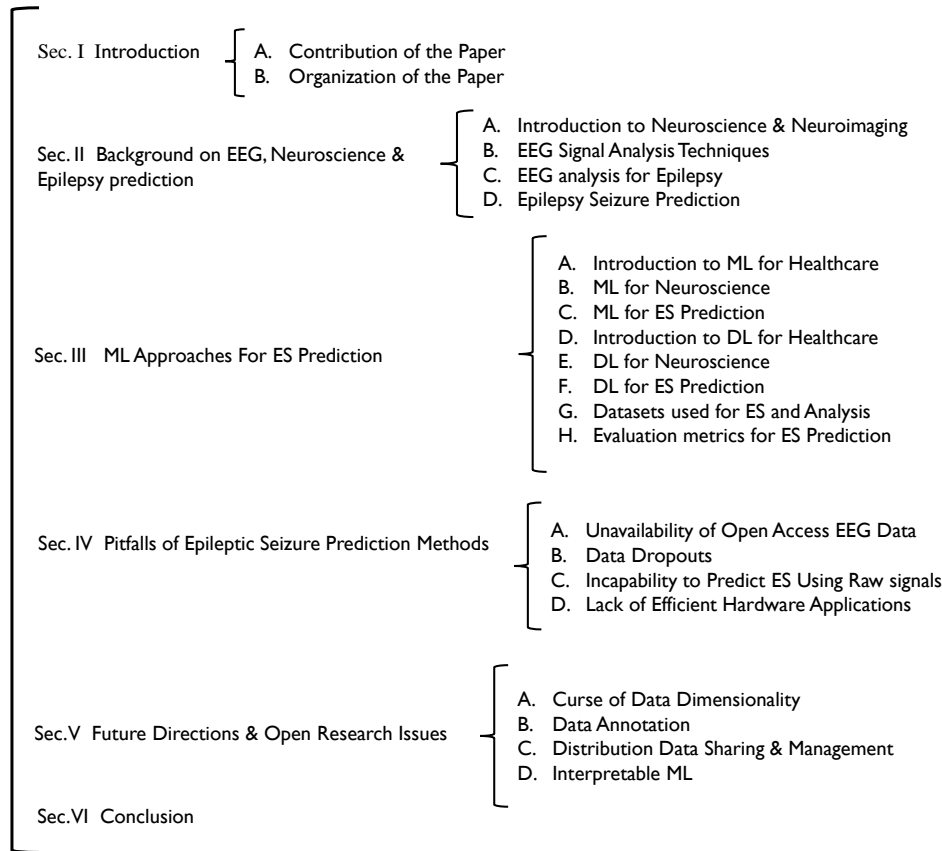 Sec. I Introduction
A. Contribution of the Paper
B. Organization of the Paper
Sec. II Background on EEG, Neuroscience &
Epilepsy prediction
A. Introduction to Neuroscience & Neuroimaging
B. EEG Signal Analysis Techniques
C. EEG analysis for Epilepsy
D. Epilepsy Seizure Prediction
Sec. III ML Approaches For ES Prediction
A. Introduction to ML for Healthcare
B. ML for Neuroscience
C. ML for ES Prediction
D. Introduction to DL for Healthcare
E. DL for Neuroscience
F. DL for ES Prediction
G. Datasets used for ES and Analysis
H. Evaluation metrics for ES Prediction
Sec. IV Pitfalls of Epileptic Seizure Prediction Methods
A. Unavailability of Open Access EEG Data
B. Data Dropouts
C. Incapability to Predict ES Using Raw signals
D. Lack of Efficient Hardware Applications
Sec. V Future Directions & Open Research Issues
A. Curse of Data Dimensionality
B. Data Annotation
C. Distribution Data Sharing & Management
D. Interpretable ML
Sec. VI Conclusion